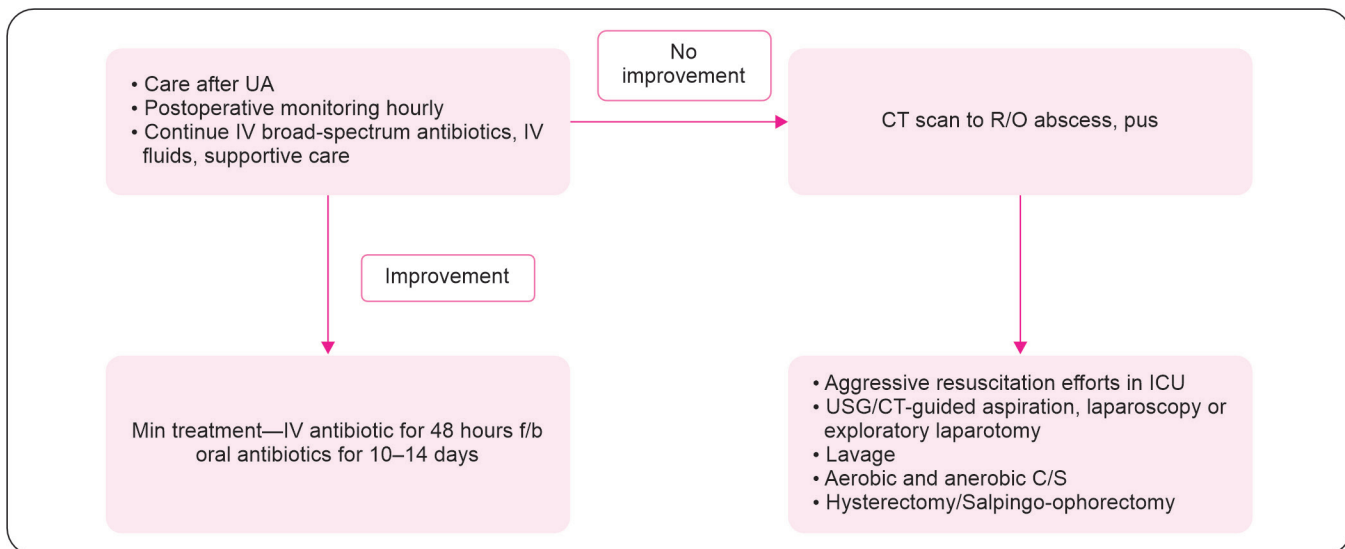 • Care after UA
• Postoperative monitoring hourly
• Continue IV broad-spectrum antibiotics, IV
fluids, supportive care
No
improvement
CT scan to R/O abscess, pus
Improvement
Min treatment—IV antibiotic for 48 hours f/b
oral antibiotics for 10–14 days
• Aggressive resuscitation efforts in ICU
• USG/CT-guided aspiration, laparoscopy or
exploratory laparotomy
• Lavage
• Aerobic and anerobic C/S
• Hysterectomy/Salpingo-ophorectomy